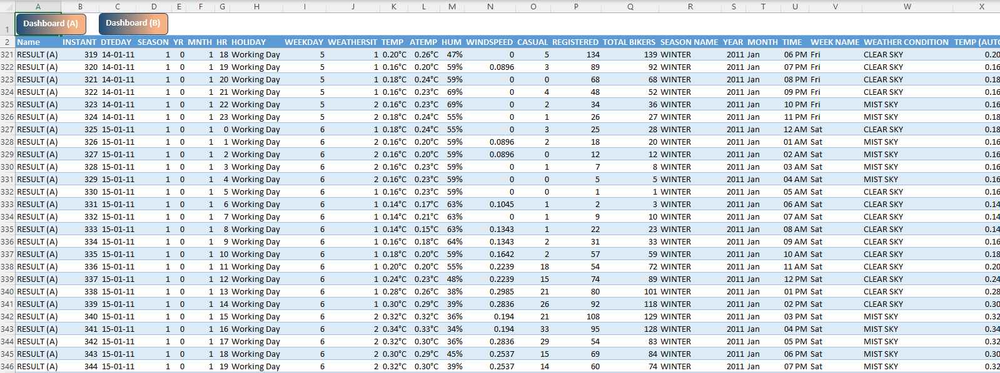 A B C D E F G H I J K L M N O P Q R S T U V W X
1 Dashboard (A) Dashboard (B)
2 Name INSTANT DTEDAY SEASON YR MNTH HR HOLIDAY WEEKDAY WEATHERSIT TEMP ATEMP HUM WINDSPEED CASUAL REGISTERED TOTAL BIKERS SEASON NAME YEAR MONTH TIME WEEK NAME WEATHER CONDITION TEMP (AUTO
321 RESULT (A) 319 14-01-11 1 0 1 18 Working Day 5 1 0.20°C 0.26°C 47% 0 5 134 139 WINTER 2011 Jan 06 PM Fri CLEAR SKY 0.20
322 RESULT (A) 320 14-01-11 1 0 1 19 Working Day 5 1 0.16°C 0.20°C 59% 0.0896 3 89 92 WINTER 2011 Jan 07 PM Fri CLEAR SKY 0.16
323 RESULT (A) 321 14-01-11 1 0 1 20 Working Day 5 1 0.18°C 0.24°C 59% 0 0 68 68 WINTER 2011 Jan 08 PM Fri CLEAR SKY 0.18
324 RESULT (A) 322 14-01-11 1 0 1 21 Working Day 5 1 0.16°C 0.23°C 69% 0 4 48 52 WINTER 2011 Jan 09 PM Fri CLEAR SKY 0.16
325 RESULT (A) 323 14-01-11 1 0 1 22 Working Day 5 2 0.16°C 0.23°C 69% 0 2 34 36 WINTER 2011 Jan 10 PM Fri MIST SKY 0.16
326 RESULT (A) 324 14-01-11 1 0 1 23 Working Day 5 2 0.18°C 0.24°C 55% 0 1 26 27 WINTER 2011 Jan 11 PM Fri MIST SKY 0.18
327 RESULT (A) 325 15-01-11 1 0 1 0 Working Day 6 1 0.18°C 0.24°C 55% 0 3 25 28 WINTER 2011 Jan 12 AM Sat CLEAR SKY 0.18
328 RESULT (A) 326 15-01-11 1 0 1 1 Working Day 6 2 0.16°C 0.20°C 59% 0.0896 2 18 20 WINTER 2011 Jan 01 AM Sat MIST SKY 0.16
329 RESULT (A) 327 15-01-11 1 0 1 2 Working Day 6 2 0.16°C 0.20°C 59% 0.0896 0 12 12 WINTER 2011 Jan 02 AM Sat MIST SKY 0.16
330 RESULT (A) 328 15-01-11 1 0 1 3 Working Day 6 2 0.16°C 0.23°C 59% 0 1 7 8 WINTER 2011 Jan 03 AM Sat MIST SKY 0.16
331 RESULT (A) 329 15-01-11 1 0 1 4 Working Day 6 2 0.16°C 0.23°C 59% 0 0 5 5 WINTER 2011 Jan 04 AM Sat MIST SKY 0.16
332 RESULT (A) 330 15-01-11 1 0 1 5 Working Day 6 1 0.16°C 0.23°C 59% 0 0 1 1 WINTER 2011 Jan 05 AM Sat CLEAR SKY 0.16
333 RESULT (A) 331 15-01-11 1 0 1 6 Working Day 6 1 0.14°C 0.17°C 63% 0.1045 1 2 3 WINTER 2011 Jan 06 AM Sat CLEAR SKY 0.14
334 RESULT (A) 332 15-01-11 1 0 1 7 Working Day 6 1 0.14°C 0.21°C 63% 0 1 9 10 WINTER 2011 Jan 07 AM Sat CLEAR SKY 0.14
335 RESULT (A) 333 15-01-11 1 0 1 8 Working Day 6 1 0.14°C 0.15°C 63% 0.1343 1 22 23 WINTER 2011 Jan 08 AM Sat CLEAR SKY 0.14
336 RESULT (A) 334 15-01-11 1 0 1 9 Working Day 6 1 0.16°C 0.18°C 64% 0.1343 2 31 33 WINTER 2011 Jan 09 AM Sat CLEAR SKY 0.16
337 RESULT (A) 335 15-01-11 1 0 1 10 Working Day 6 1 0.18°C 0.20°C 59% 0.1642 2 57 59 WINTER 2011 Jan 10 AM Sat CLEAR SKY 0.18
338 RESULT (A) 336 15-01-11 1 0 1 11 Working Day 6 1 0.20°C 0.20°C 55% 0.2239 18 54 72 WINTER 2011 Jan 11 AM Sat CLEAR SKY 0.20
339 RESULT (A) 337 15-01-11 1 0 1 12 Working Day 6 1 0.24°C 0.23°C 48% 0.2239 15 74 89 WINTER 2011 Jan 12 PM Sat CLEAR SKY 0.24
340 RESULT (A) 338 15-01-11 1 0 1 13 Working Day 6 1 0.28°C 0.26°C 38% 0.2985 21 80 101 WINTER 2011 Jan 01 PM Sat CLEAR SKY 0.28
341 RESULT (A) 339 15-01-11 1 0 1 14 Working Day 6 1 0.30°C 0.29°C 39% 0.2836 26 92 118 WINTER 2011 Jan 02 PM Sat CLEAR SKY 0.30
342 RESULT (A) 340 15-01-11 1 0 1 15 Working Day 6 2 0.32°C 0.32°C 36% 0.194 21 108 129 WINTER 2011 Jan 03 PM Sat MIST SKY 0.32
343 RESULT (A) 341 15-01-11 1 0 1 16 Working Day 6 2 0.34°C 0.33°C 34% 0.194 33 95 128 WINTER 2011 Jan 04 PM Sat MIST SKY 0.34
344 RESULT (A) 342 15-01-11 1 0 1 17 Working Day 6 2 0.32°C 0.30°C 36% 0.2836 29 54 83 WINTER 2011 Jan 05 PM Sat MIST SKY 0.32
345 RESULT (A) 343 15-01-11 1 0 1 18 Working Day 6 2 0.30°C 0.29°C 45% 0.2537 15 69 84 WINTER 2011 Jan 06 PM Sat MIST SKY 0.30
346 RESULT (A) 344 15-01-11 1 0 1 19 Working Day 6 2 0.32°C 0.30°C 39% 0.2537 14 60 74 WINTER 2011 Jan 07 PM Sat MIST SKY 0.32